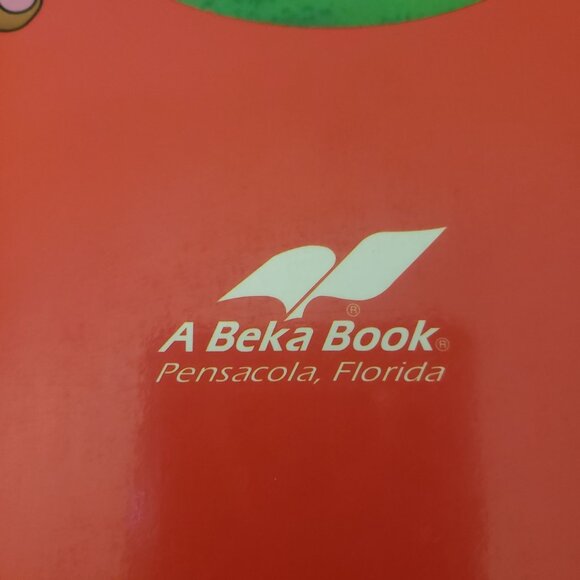 ®
A Beka Book®
Pensacola, Florida